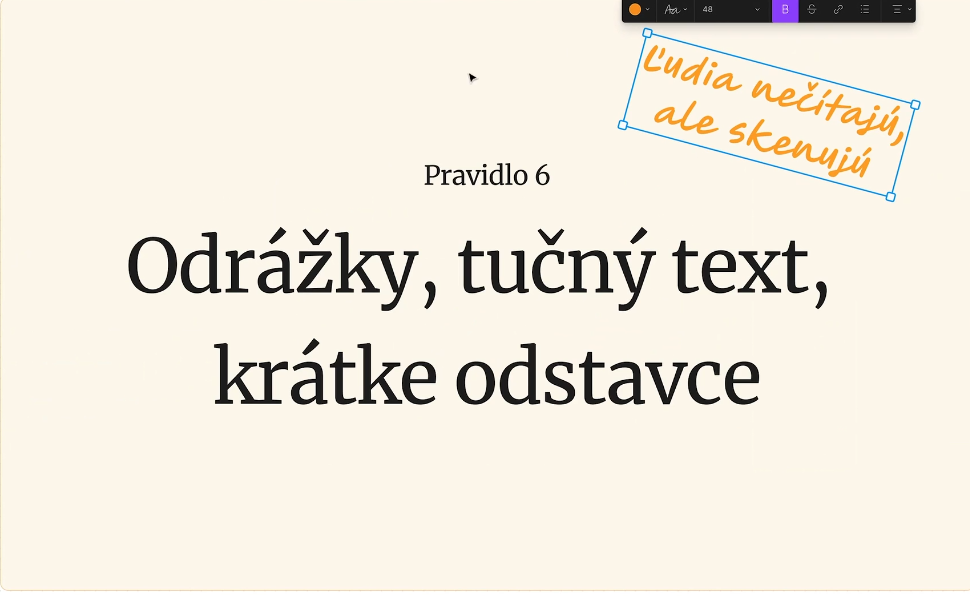 48
Ľudia nečítajú,
ale skenujú
Pravidlo 6
Odrážky, tučný text,
krátke odstavce